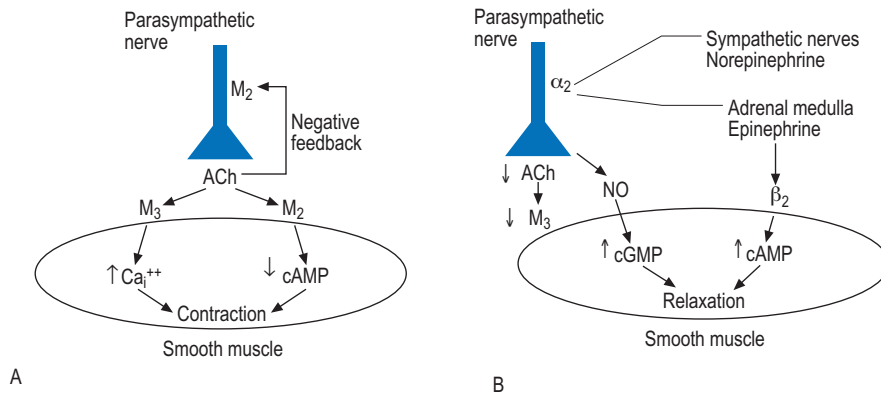 Parasympathetic
nerve
M₂
Negative
feedback
ACh
M₃ M₂
↑Caᵢ⁺⁺ ↓cAMP
Contraction
Smooth muscle
A
Parasympathetic
nerve
α₂
Sympathetic nerves
Norepinephrine
Adrenal medulla
Epinephrine
↓ ACh
NO
β₂
↓ M₃
↑cGMP ↑cAMP
Relaxation
Smooth muscle
B